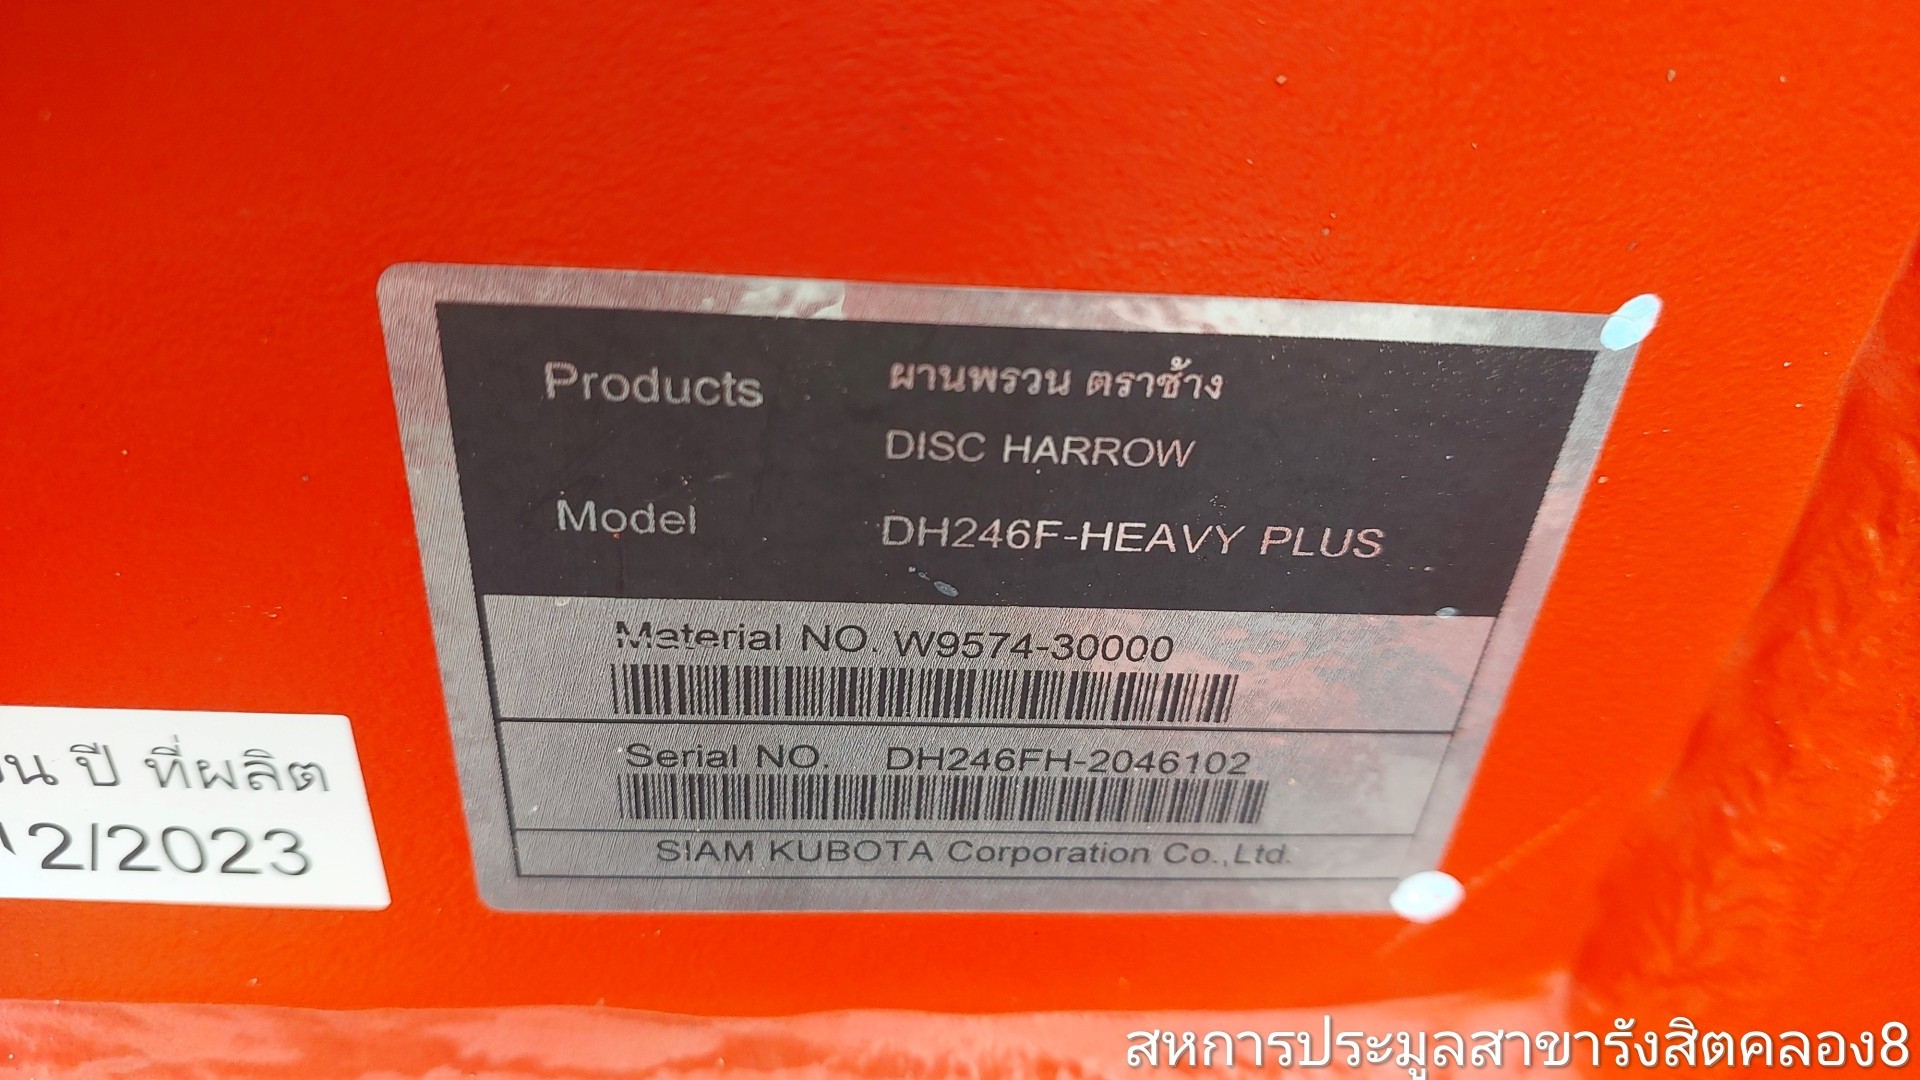 Products ผานพรวน ตราช้าง
DISC HARROW
Model DH246F-HEAVY PLUS
Material NO. W9574-30000
Serial NO. DH246FH-2046102
SIAM KUBOTA Corporation Co.,Ltd.
ปี ที่ผลิต
12/2023
สหการประมูลสาขารังสิตคลอง8